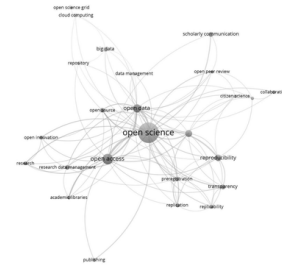 open science grid
cloud computing
scholarly communication
big data
repository
open peer review
data management
citizen science
collaborat
open data
open source
open science
open innovation
reproducibility
open access
research
research data management
preregistration
transparency
academic libraries
replication
replicability
publishing